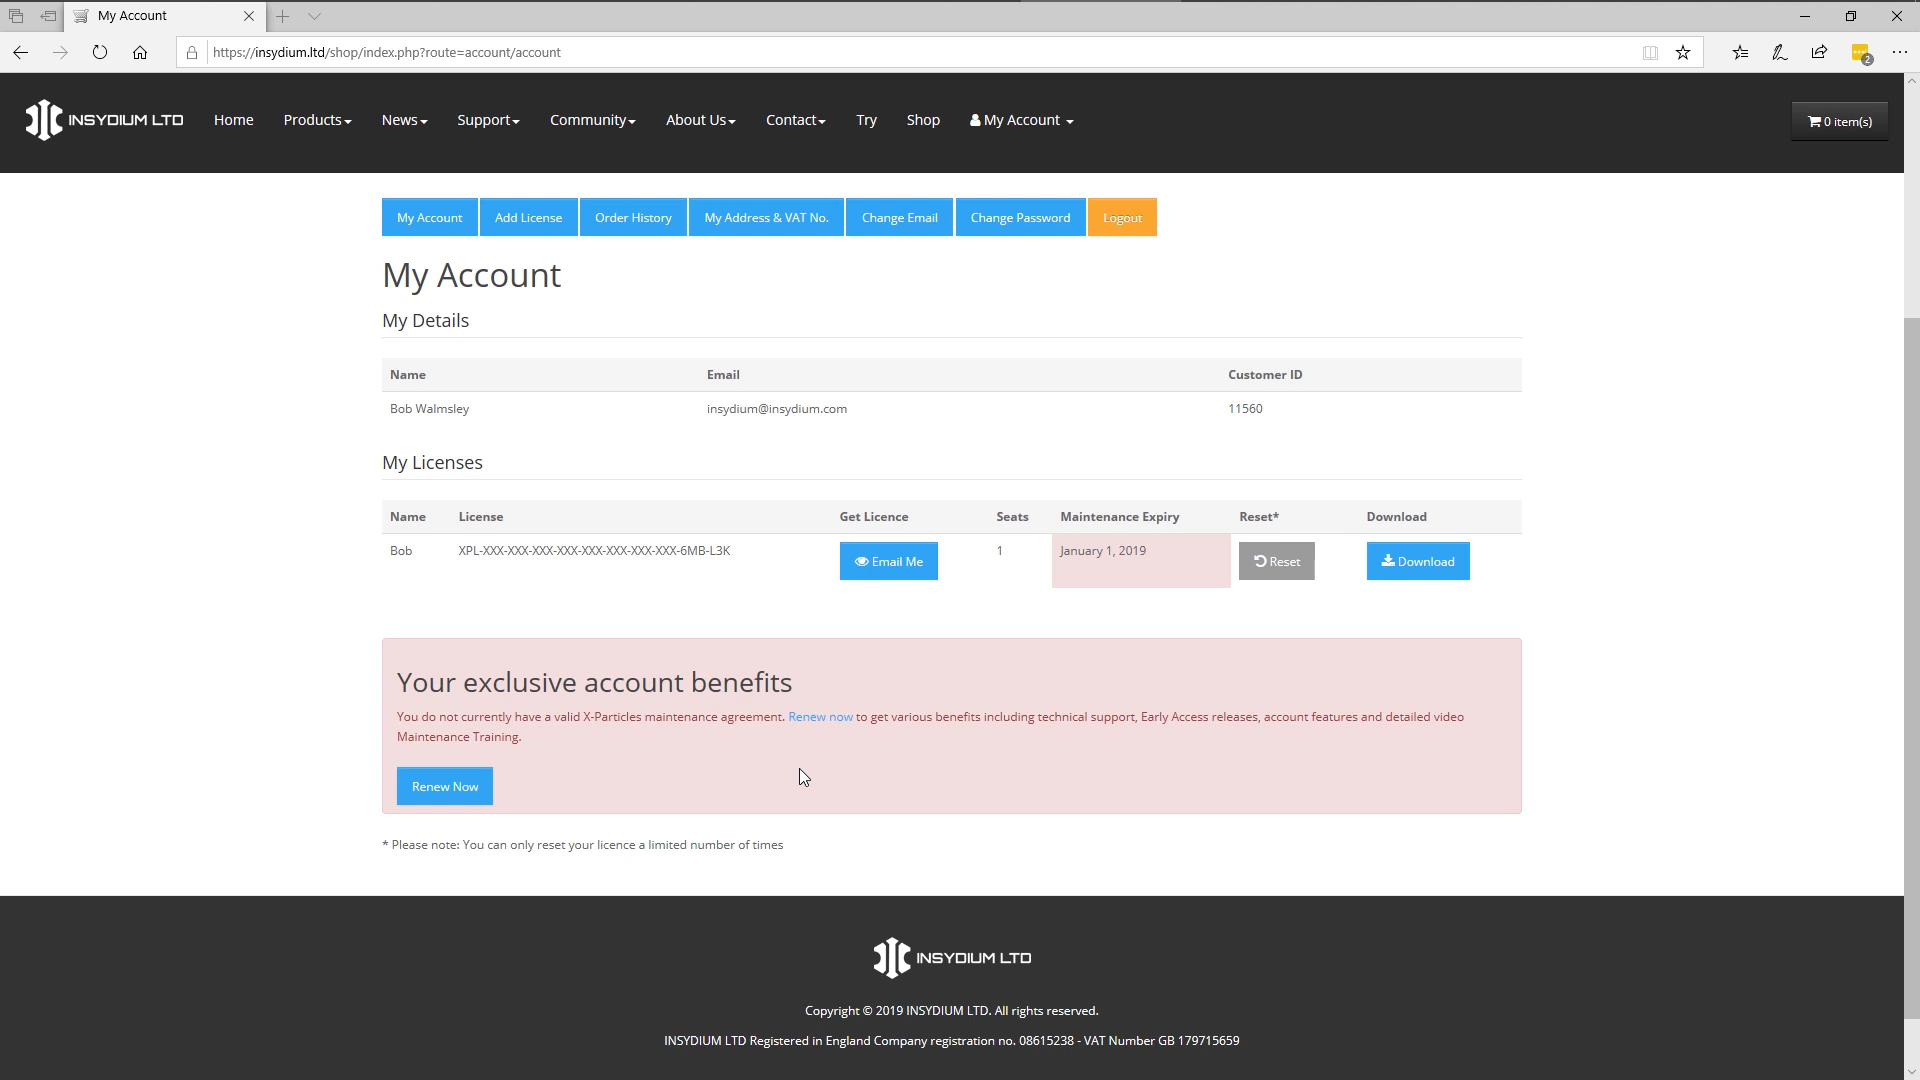 My Account
https://insydium.ltd/shop/index.php?route=account/account
2
INSYDIUM LTD Home Products News Support Community About Us Contact Try Shop My Account 0 item(s)
My Account Add License Order History My Address & VAT No. Change Email Change Password Logout
My Account
My Details
Name Email Customer ID
Bob Walmsley insydium@insydium.com 11560
My Licenses
Name License Get Licence Seats Maintenance Expiry Reset* Download
Bob XPL-XXX-XXX-XXX-XXX-XXX-XXX-XXX-XXX-6MB-L3K Email Me 1 January 1, 2019 Reset Download
Your exclusive account benefits
You do not currently have a valid X-Particles maintenance agreement. Renew now to get various benefits including technical support, Early Access releases, account features and detailed video
Maintenance Training.
Renew Now
* Please note: You can only reset your licence a limited number of times
INSYDIUM LTD
Copyright © 2019 INSYDIUM LTD. All rights reserved.
INSYDIUM LTD Registered in England Company registration no. 08615238 - VAT Number GB 179715659